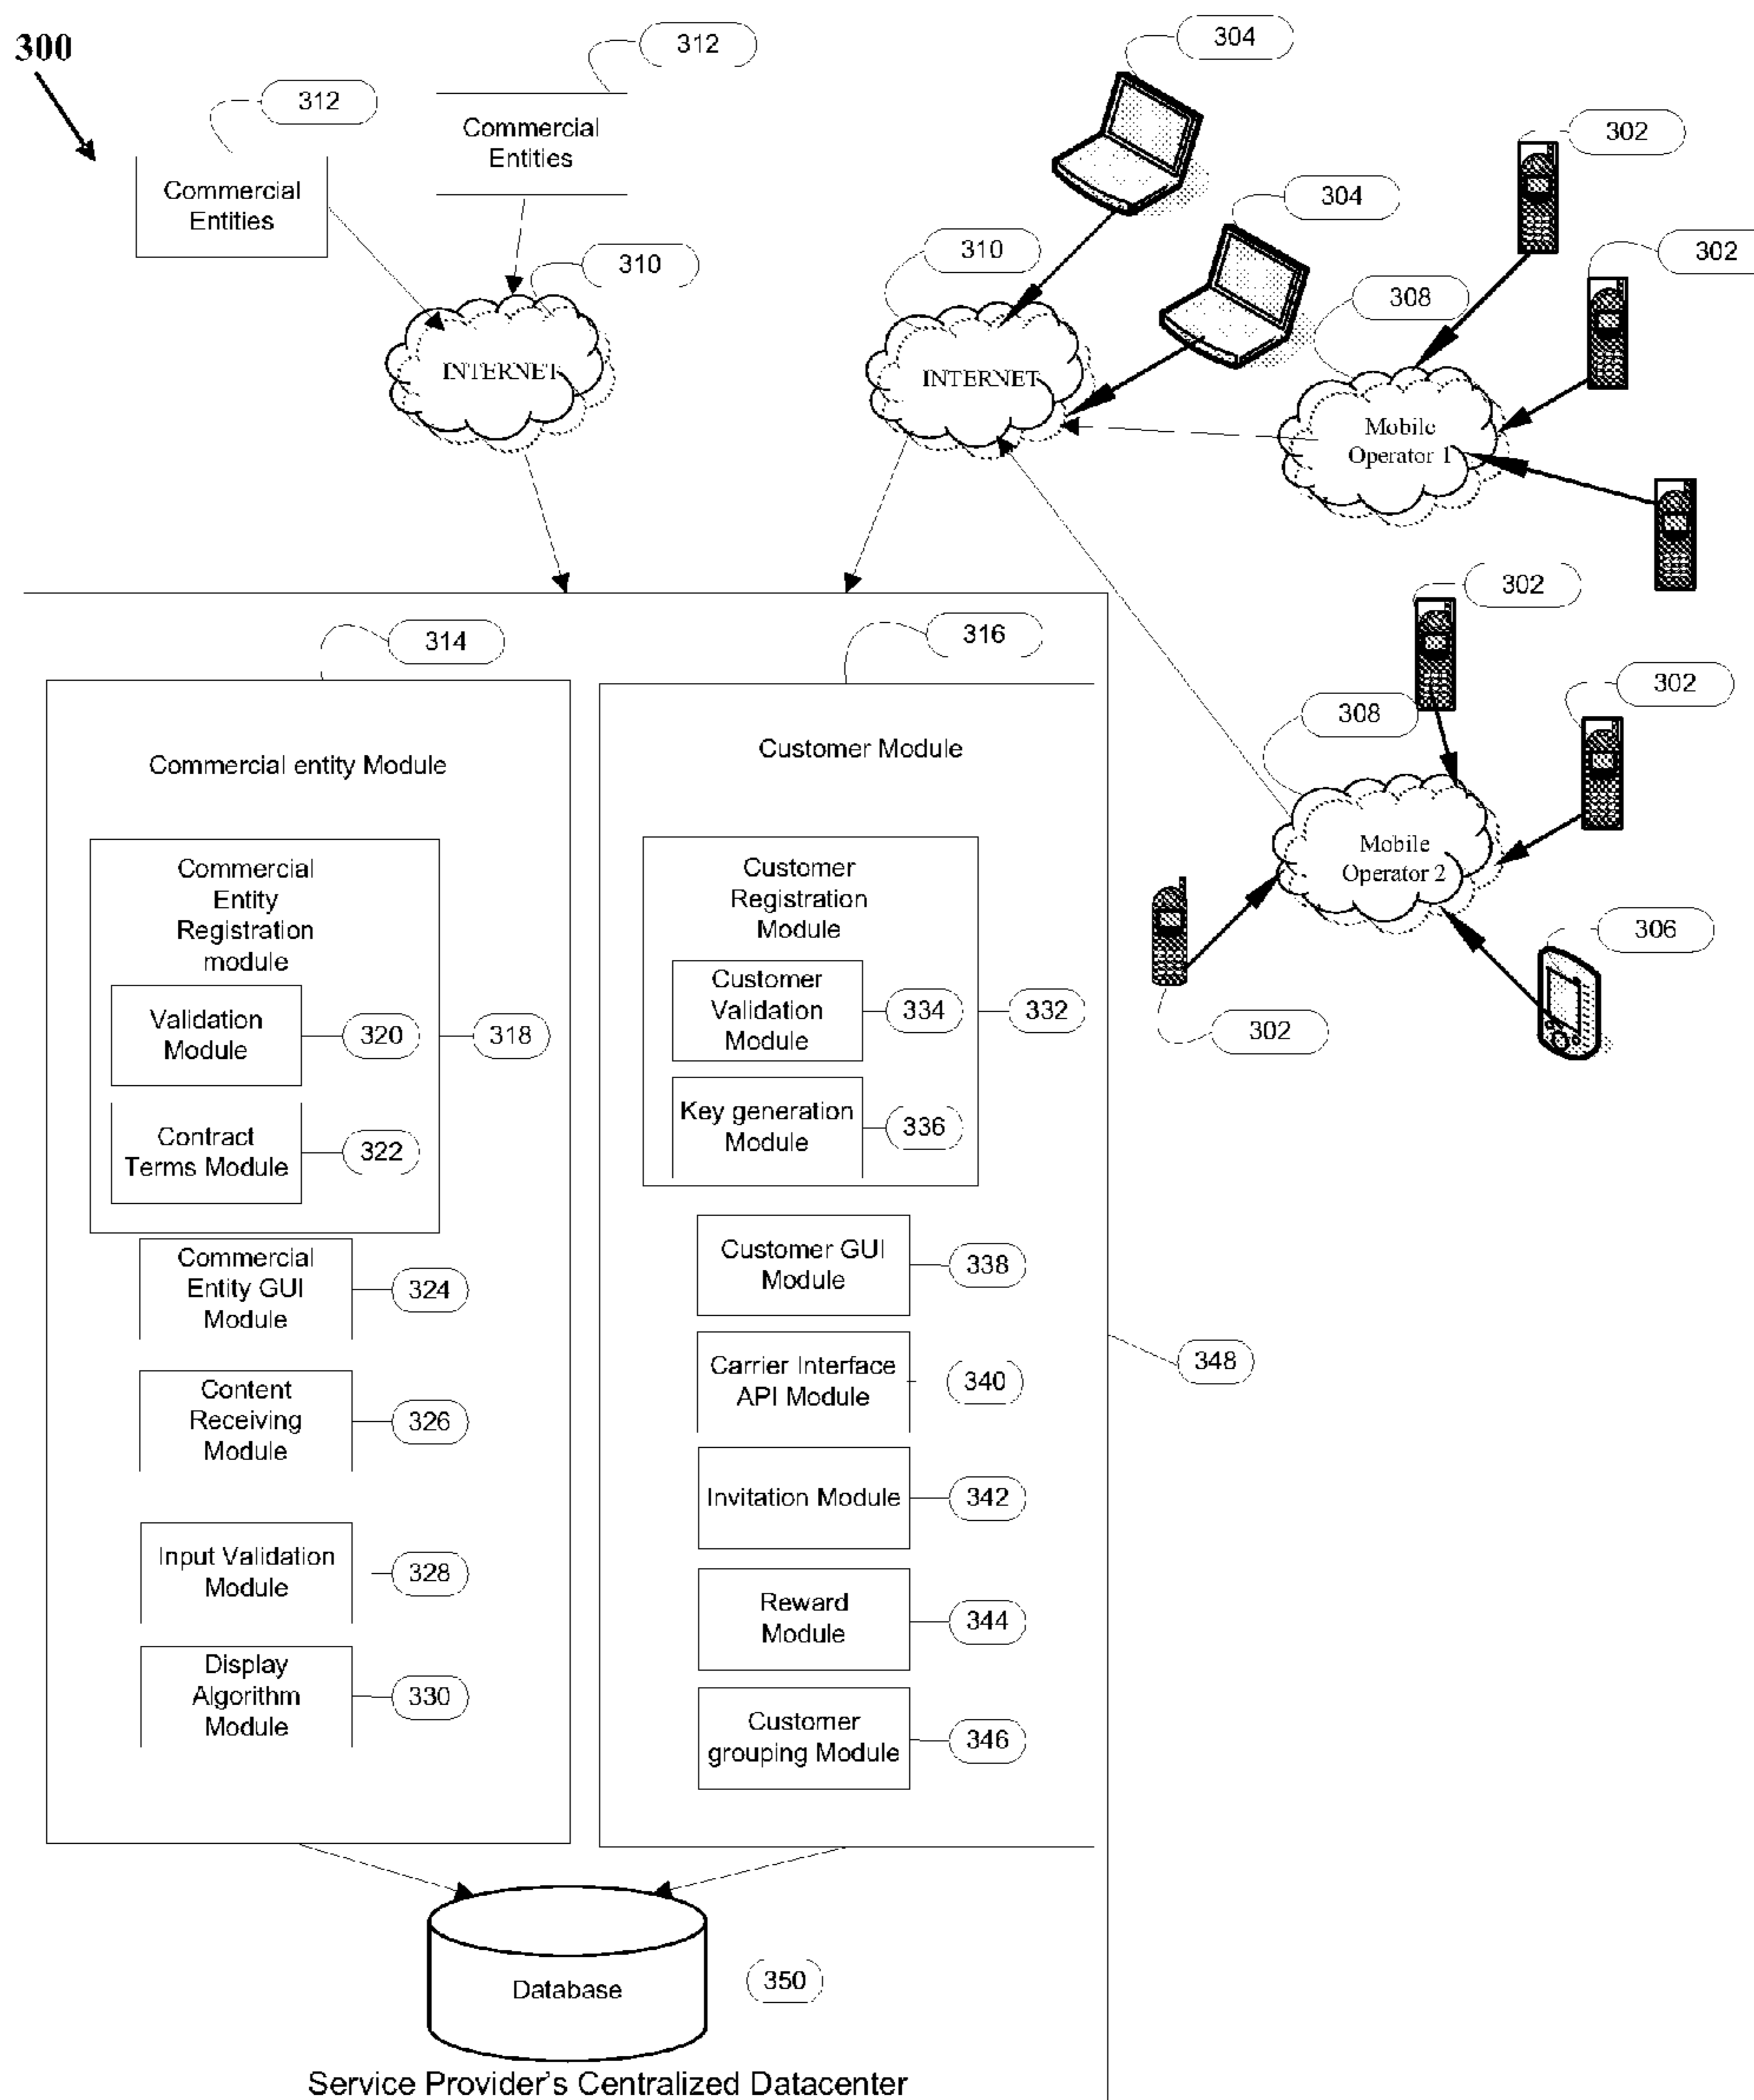 300
312
312
Commercial
Entities
Commercial
Entities
310
INTERNET
304
304
310
INTERNET
302
302
308
Mobile
Operator 1
302
302
308
Mobile
Operator 2
302
306
314
Commercial entity Module
Commercial
Entity
Registration
module
Validation
Module
320
318
Contract
Terms Module
322
Commercial
Entity GUI
Module
324
Content
Receiving
Module
326
Input Validation
Module
328
Display
Algorithm
Module
330
316
Customer Module
Customer
Registration
Module
Customer
Validation
Module
334
332
Key generation
Module
336
Customer GUI
Module
338
Carrier Interface
API Module
340
Invitation Module
342
Reward
Module
344
Customer
grouping Module
346
348
Database
350
Service Provider's Centralized Datacenter